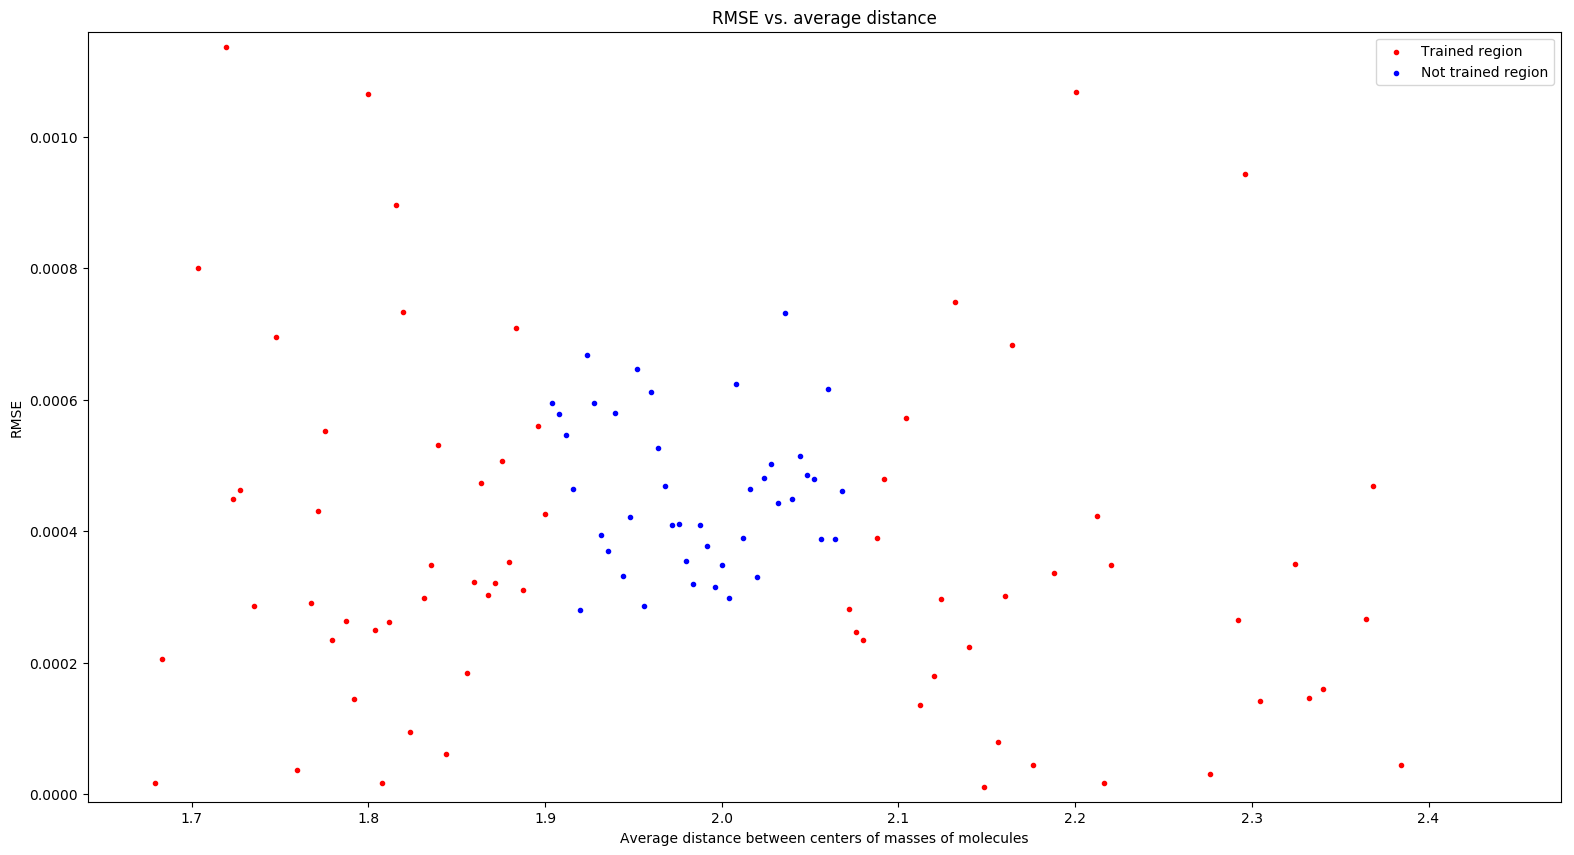 RMSE vs. average distance
Trained region
Not trained region
0.0010
0.0008
0.0006
0.0004
0.0002
0.0000
RMSE
1.7
1.8
1.9
2.0
2.1
2.2
2.3
2.4
Average distance between centers of masses of molecules